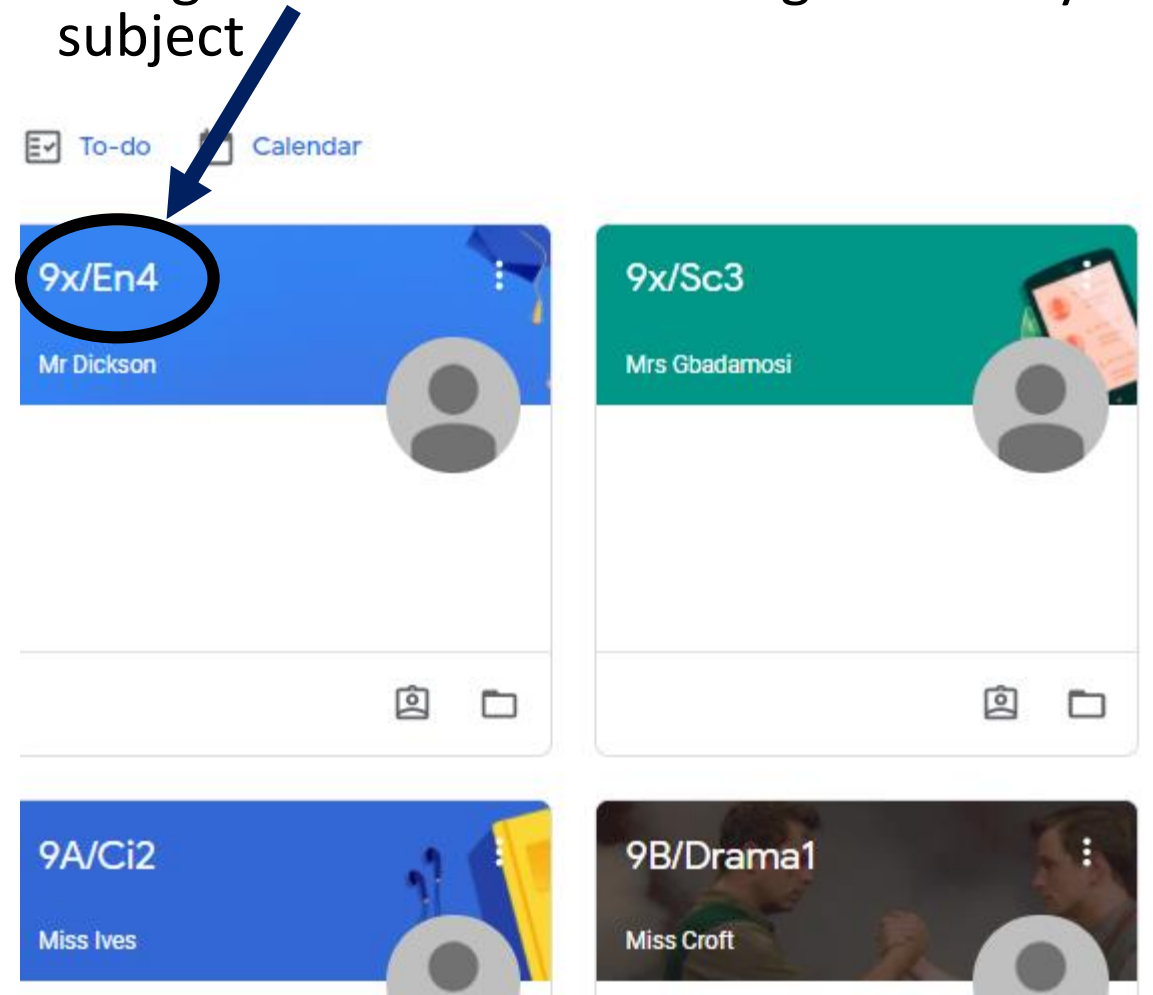 subject
To-do Calendar
9x/En4
Mr Dickson
9x/Sc3
Mrs Gbadamosi
9A/Ci2
Miss Ives
9B/Drama1
Miss Croft